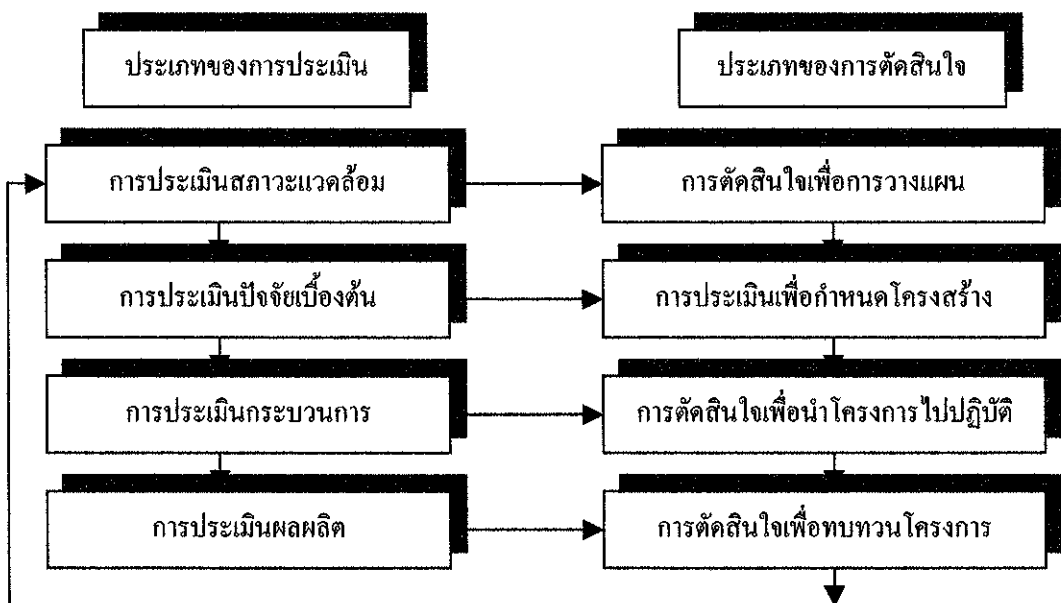 ประเภทของการประเมิน
ประเภทของการตัดสินใจ
การประเมินสภาวะแวดล้อม
การตัดสินใจเพื่อการวางแผน
การประเมินปัจจัยเบื้องต้น
การประเมินเพื่อกำหนดโครงสร้าง
การประเมินกระบวนการ
การตัดสินใจเพื่อนำโครงการไปปฏิบัติ
การประเมินผลผลิต
การตัดสินใจเพื่อทบทวนโครงการ